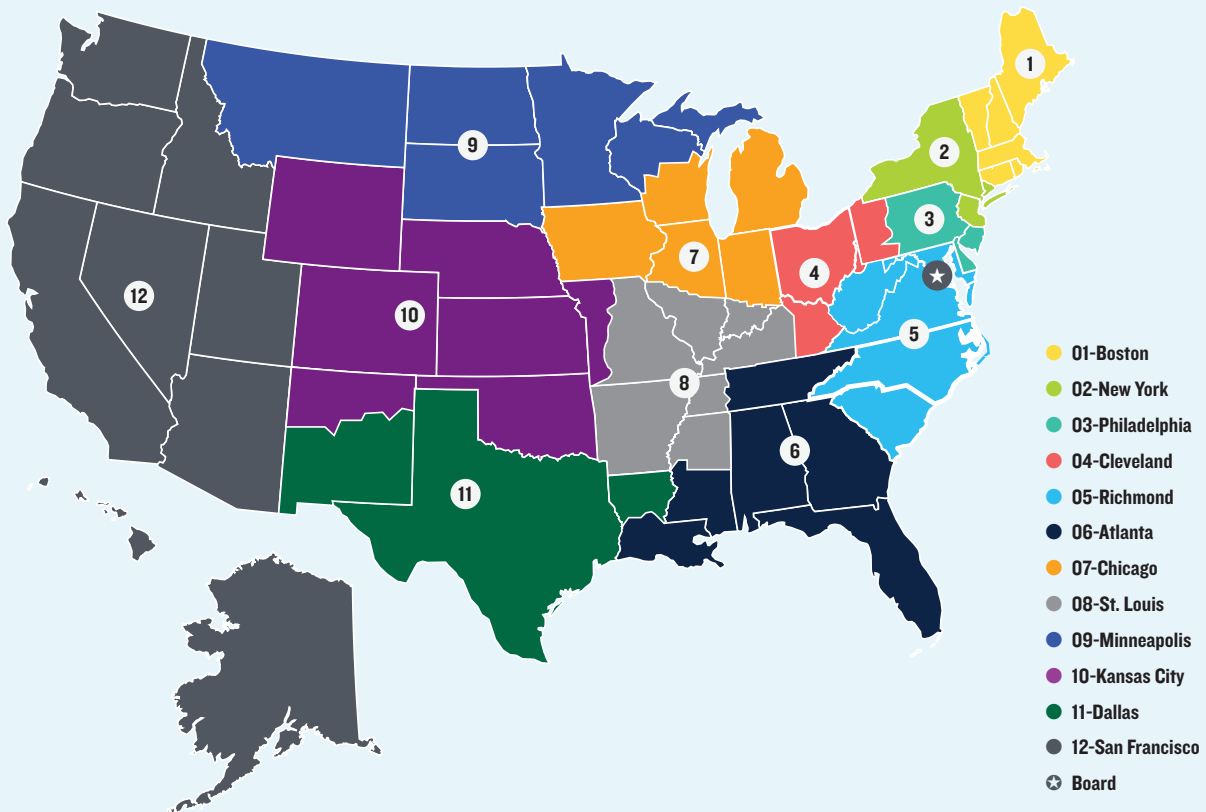 1
2
3
4
5
6
7
8
9
10
11
12
01-Boston
02-New York
03-Philadelphia
04-Cleveland
05-Richmond
06-Atlanta
07-Chicago
08-St. Louis
09-Minneapolis
10-Kansas City
11-Dallas
12-San Francisco
Board